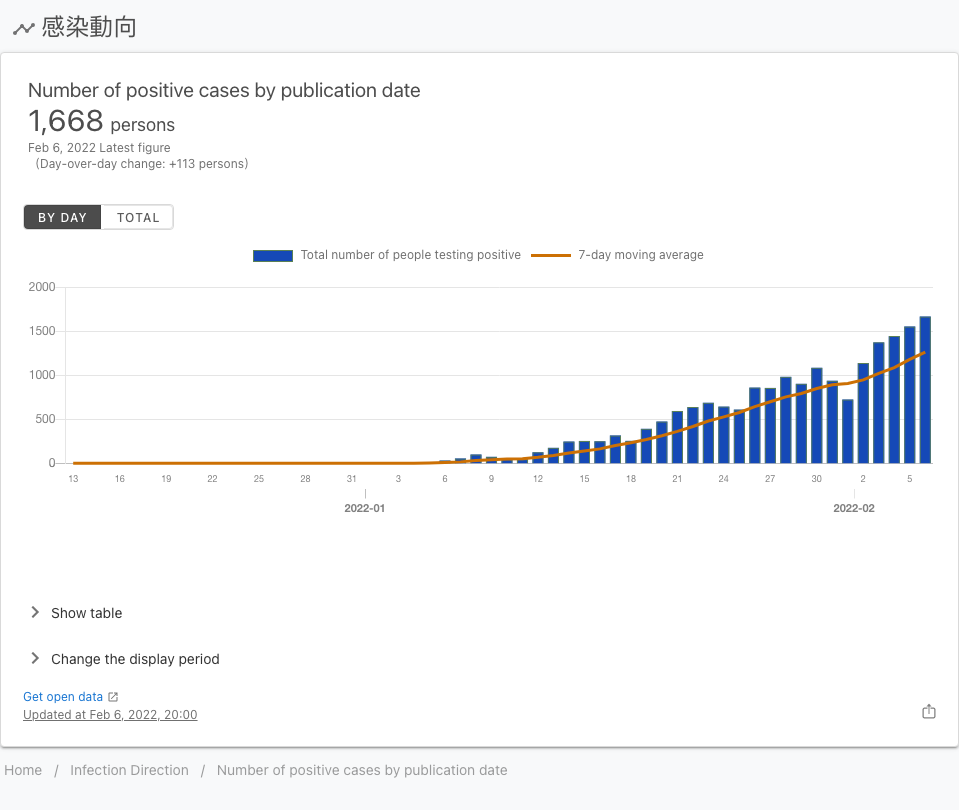 感染動向
Number of positive cases by publication date
1,668 persons
Feb 6, 2022 Latest figure
(Day-over-day change: +113 persons)
BY DAY TOTAL
Total number of people testing positive 7-day moving average
2000
1500
1000
500
0
13 16 19 22 25 28 31 3 6 9 12 15 18 21 24 27 30 2 5
2022-01 2022-02
Show table
Change the display period
Get open data
Updated at Feb 6, 2022, 20:00
Home / Infection Direction / Number of positive cases by publication date